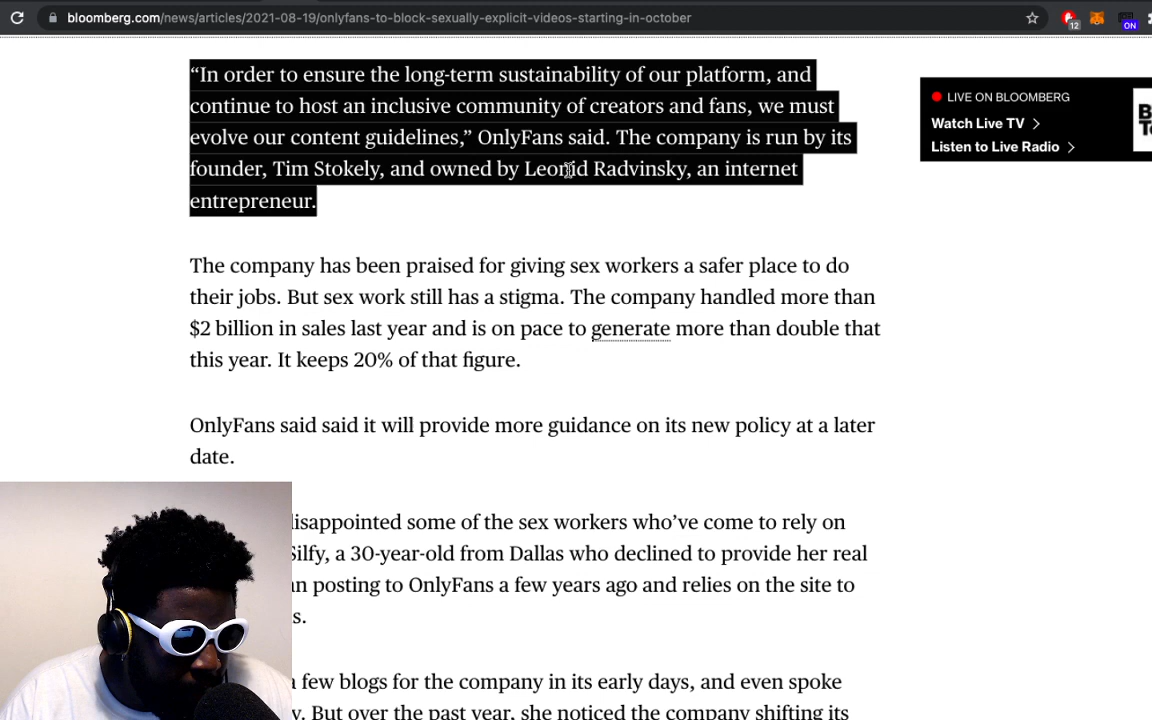 bloomberg.com/news/articles/2021-08-19/onlyfans-to-block-sexually-explicit-videos-starting-in-october
12
ON
“In order to ensure the long-term sustainability of our platform, and
continue to host an inclusive community of creators and fans, we must
evolve our content guidelines,” OnlyFans said. The company is run by its
founder, Tim Stokely, and owned by Leonid Radvinsky, an internet
entrepreneur.
LIVE ON BLOOMBERG
Watch Live TV
Listen to Live Radio
The company has been praised for giving sex workers a safer place to do
their jobs. But sex work still has a stigma. The company handled more than
$2 billion in sales last year and is on pace to generate more than double that
this year. It keeps 20% of that figure.
OnlyFans said said it will provide more guidance on its new policy at a later
date.
disappointed some of the sex workers who’ve come to rely on
Silfy, a 30-year-old from Dallas who declined to provide her real
posting to OnlyFans a few years ago and relies on the site to
a few blogs for the company in its early days, and even spoke
But over the past year, she noticed the company shifting its